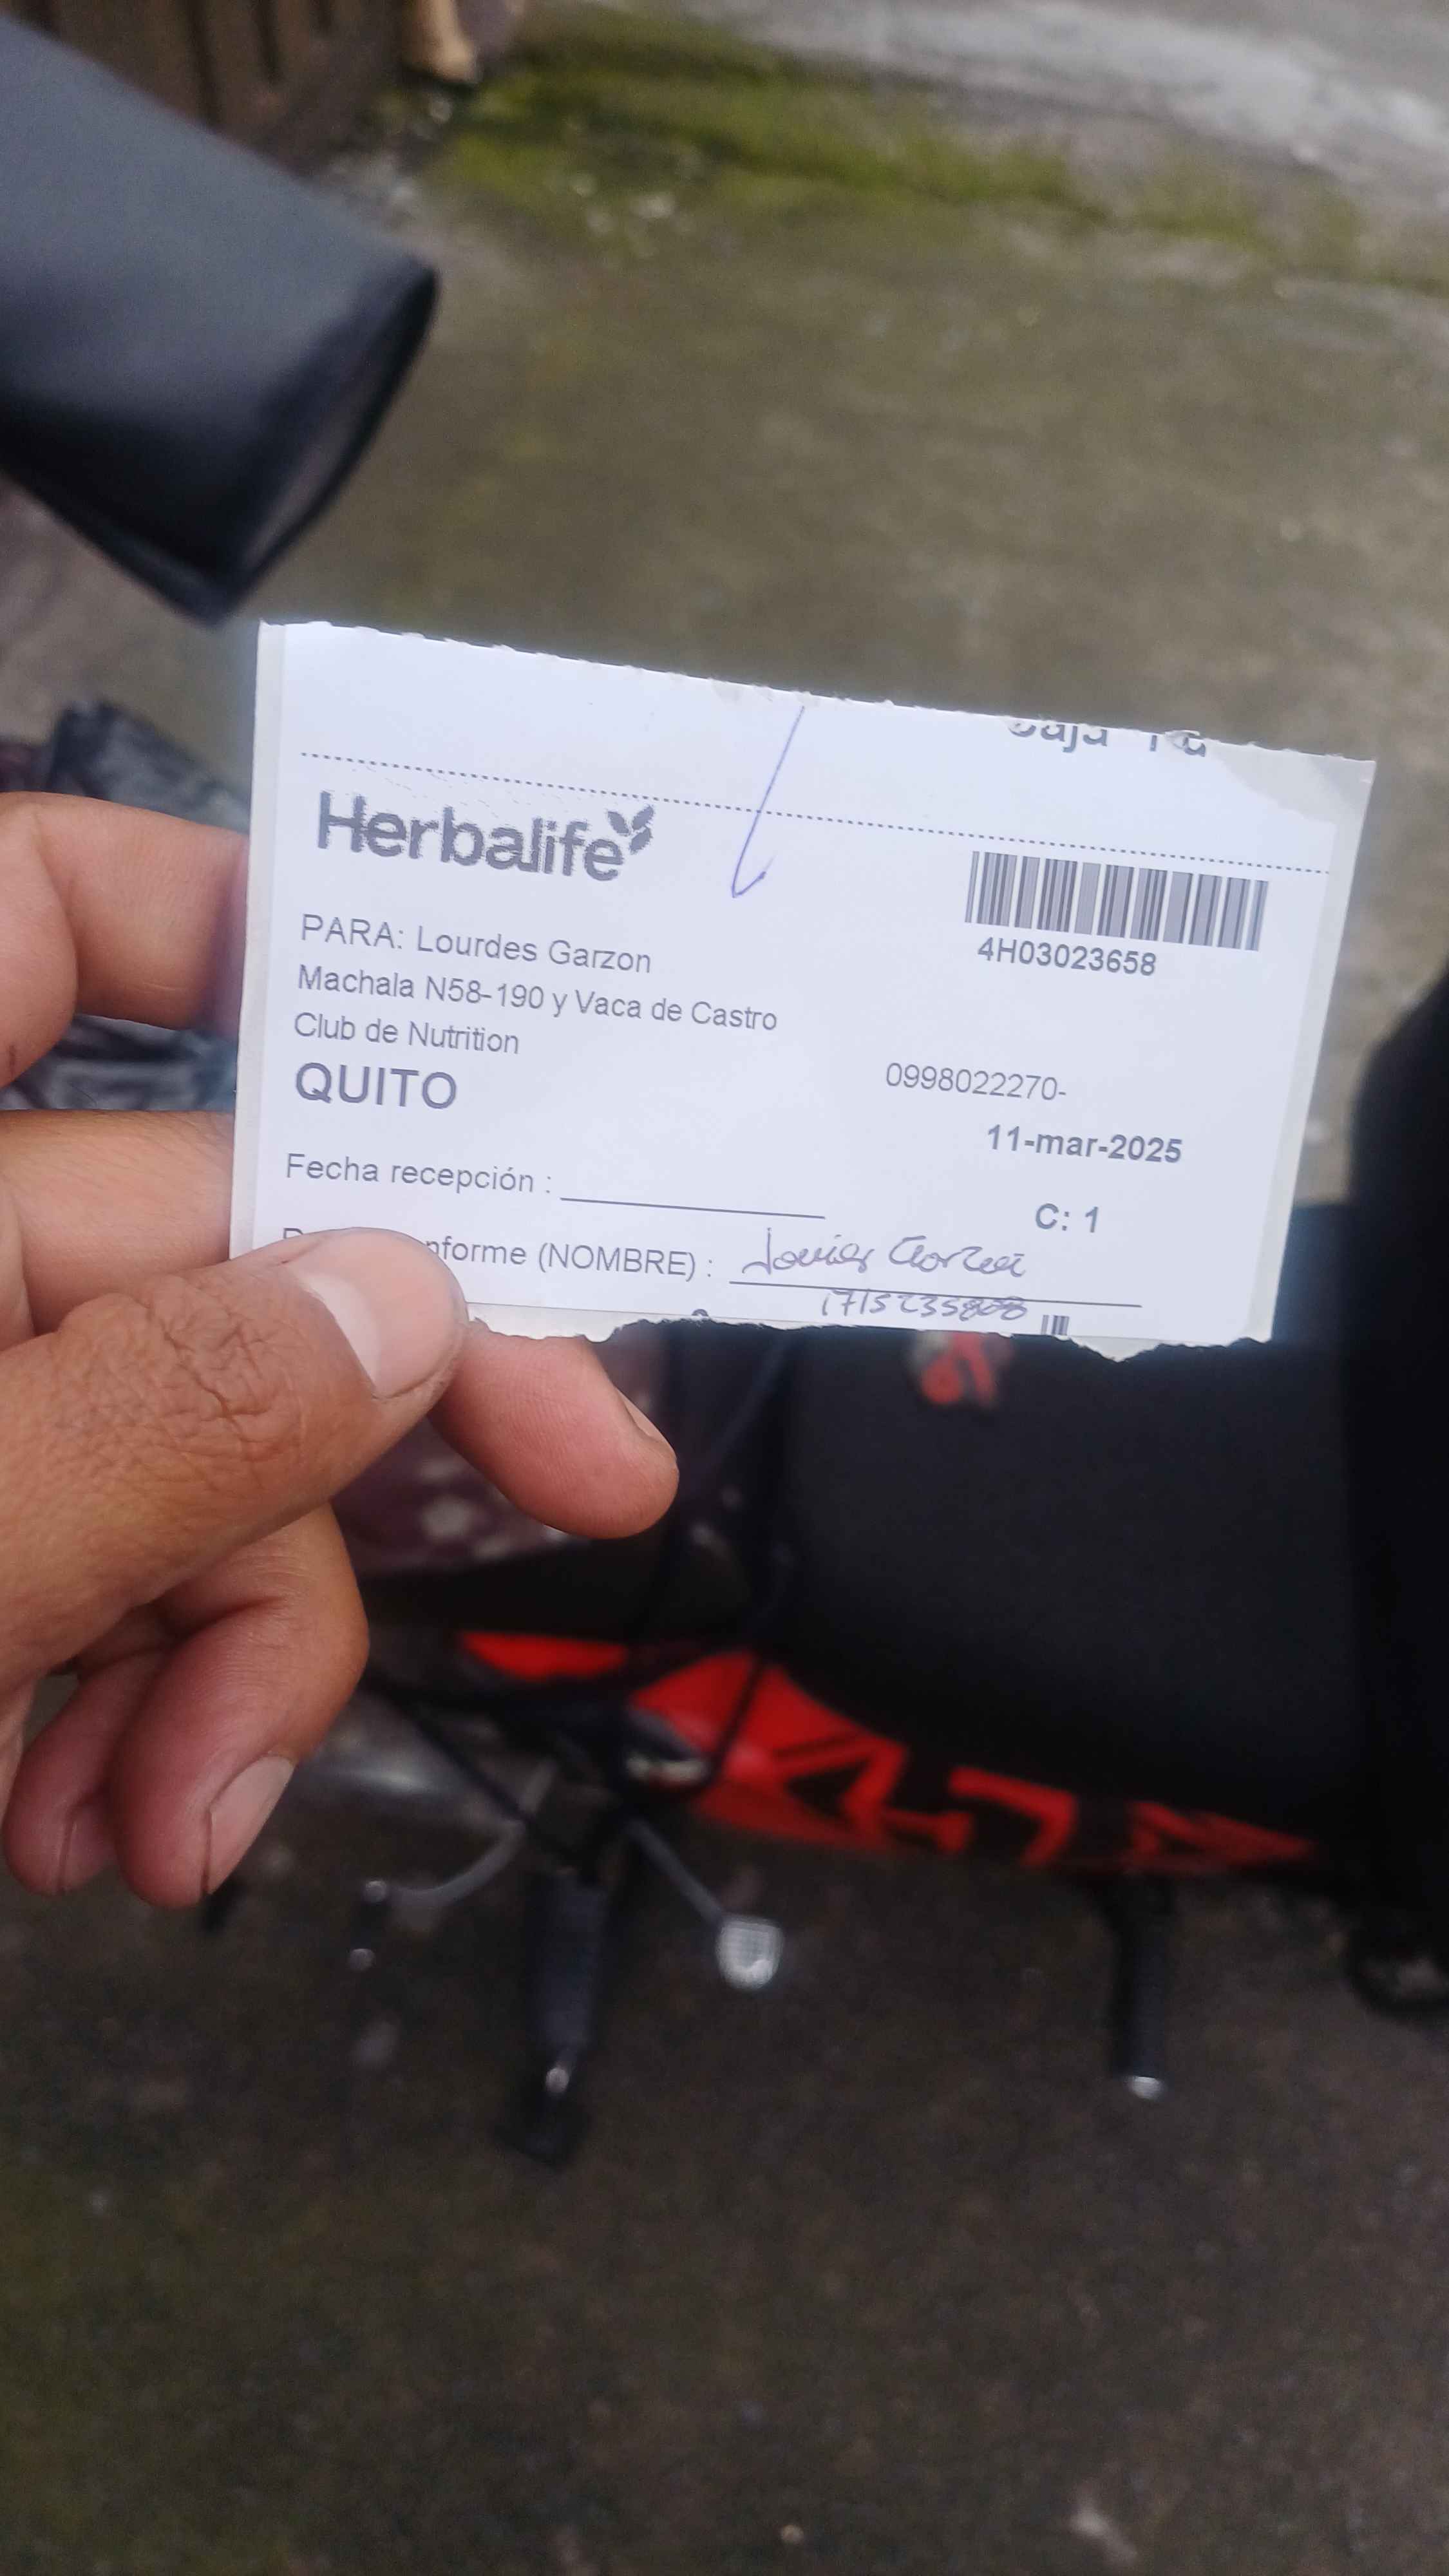 Herbalife
4H03023658
PARA: Lourdes Garzon
Machala N58-190 y Vaca de Castro
Club de Nutrition
QUITO
0998022270-
11-mar-2025
Fecha recepción :
C: 1
(NOMBRE) : Javier